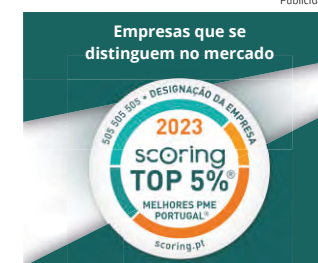 Publicida
Empresas que se
distinguem no mercado
505 505 505 • DESIGNAÇÃO DA EMPRESA
2023
scoring
TOP 5%®
MELHORES PME
PORTUGAL®
scoring.pt